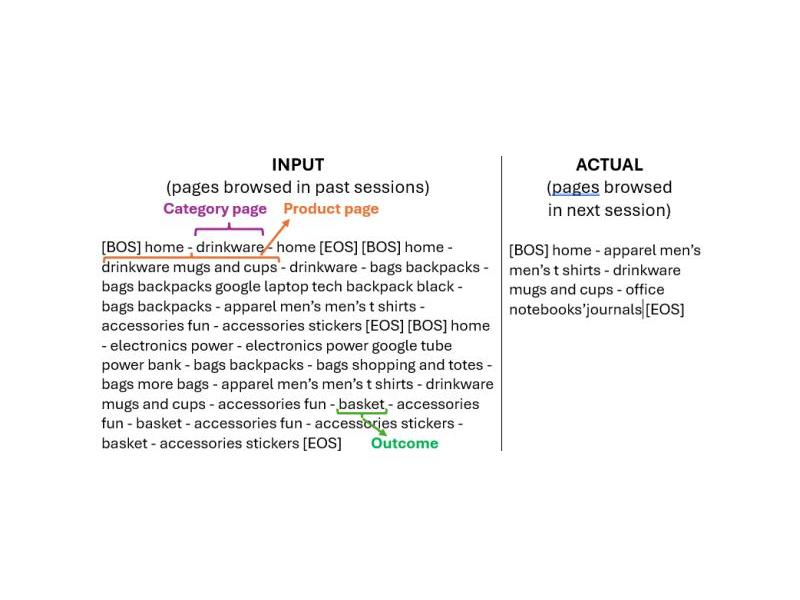 INPUT
(pages browsed in past sessions)
Category page
Product page
[BOS] home - drinkware - home [EOS] [BOS] home -
drinkware mugs and cups - drinkware - bags backpacks -
bags backpacks google laptop tech backpack black -
bags backpacks - apparel men’s men’s t shirts -
accessories fun - accessories stickers [EOS] [BOS] home
- electronics power - electronics power google tube
power bank - bags backpacks - bags shopping and totes -
bags more bags - apparel men’s men’s t shirts - drinkware
mugs and cups - accessories fun - basket - accessories
fun - basket - accessories fun - accessories stickers -
basket - accessories stickers [EOS]
Outcome
ACTUAL
(pages browsed
in next session)
[BOS] home - apparel men’s
men’s t shirts - drinkware
mugs and cups - office
notebooks’journals[EOS]